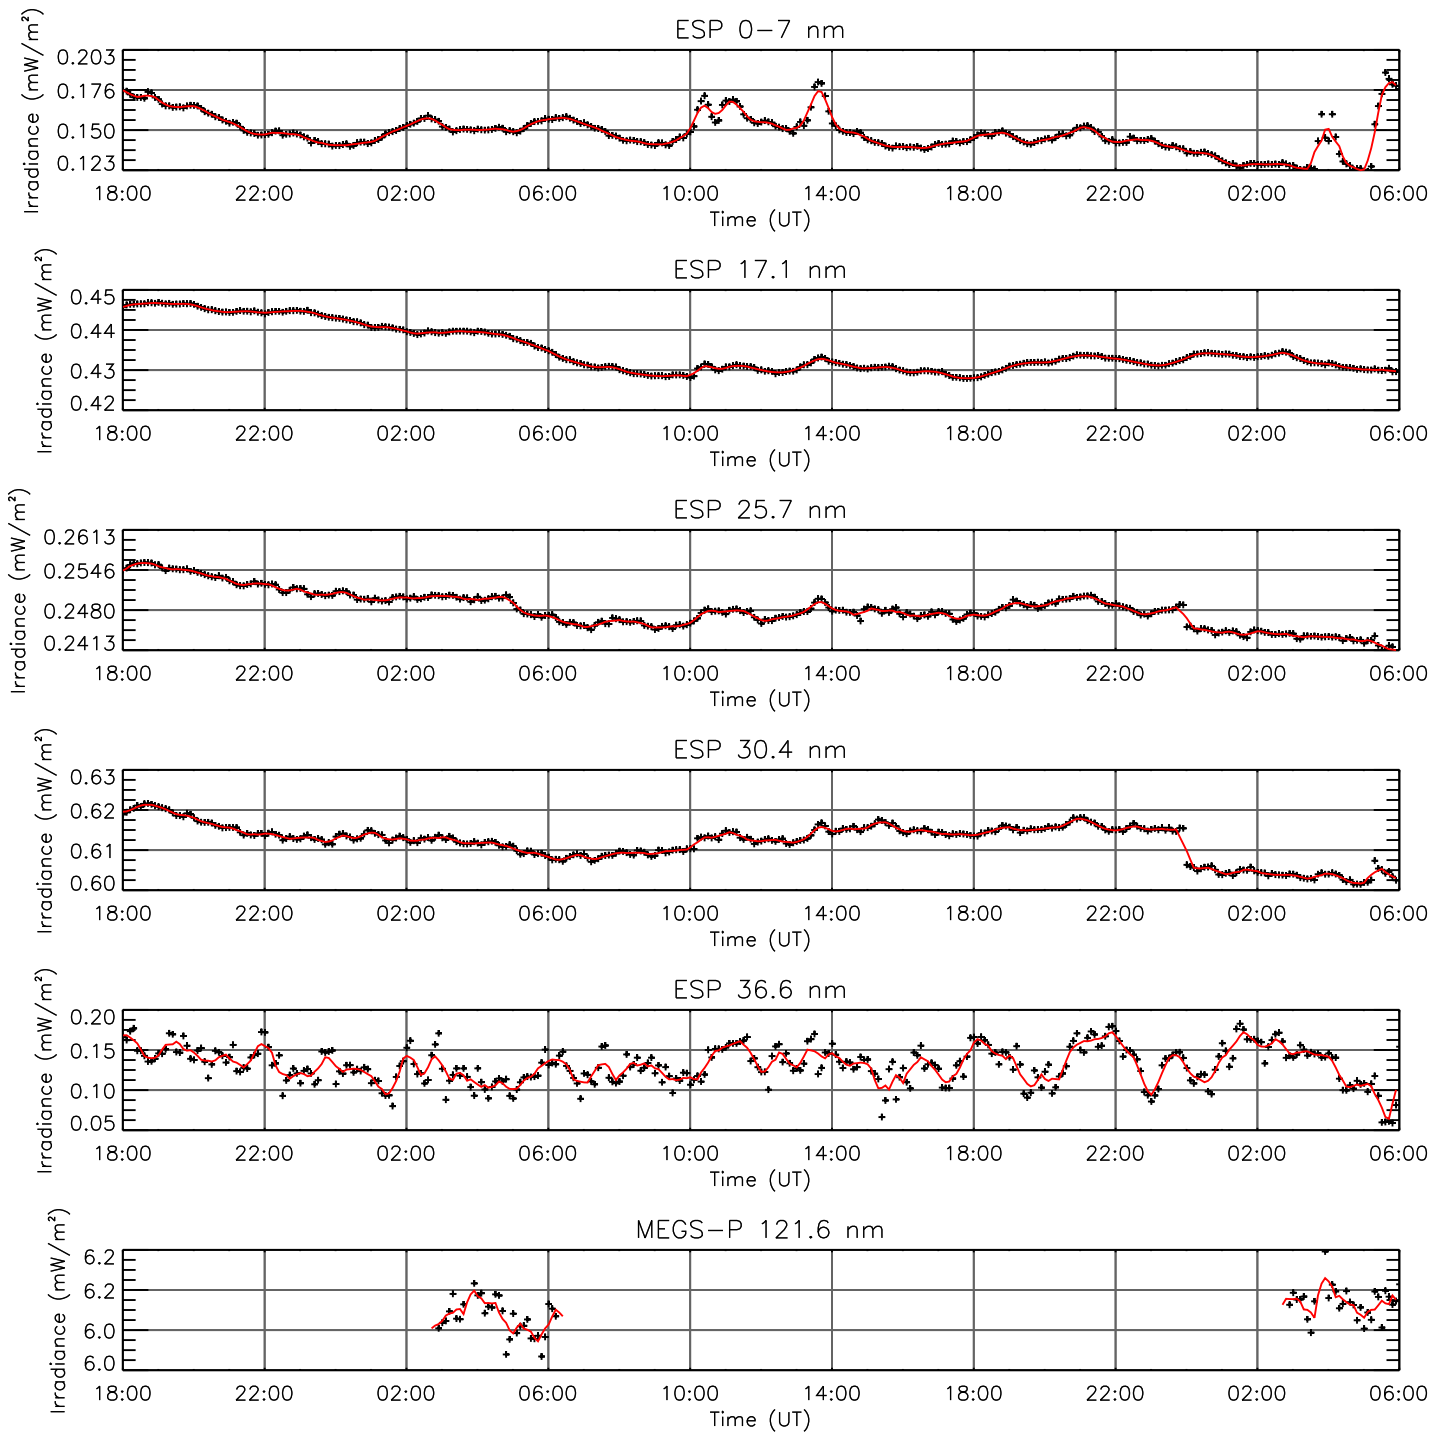 ESP 0-7 nm
Irradiance (mW/m²)
0.203
0.176
0.150
0.123
18:00 22:00 02:00 06:00 10:00 14:00 18:00 22:00 02:00 06:00
Time (UT)
ESP 17.1 nm
Irradiance (mW/m²)
0.45
0.44
0.43
0.42
18:00 22:00 02:00 06:00 10:00 14:00 18:00 22:00 02:00 06:00
Time (UT)
ESP 25.7 nm
Irradiance (mW/m²)
0.2613
0.2546
0.2480
0.2413
18:00 22:00 02:00 06:00 10:00 14:00 18:00 22:00 02:00 06:00
Time (UT)
ESP 30.4 nm
Irradiance (mW/m²)
0.63
0.62
0.61
0.60
18:00 22:00 02:00 06:00 10:00 14:00 18:00 22:00 02:00 06:00
Time (UT)
ESP 36.6 nm
Irradiance (mW/m²)
0.20
0.15
0.10
0.05
18:00 22:00 02:00 06:00 10:00 14:00 18:00 22:00 02:00 06:00
Time (UT)
MEGS-P 121.6 nm
Irradiance (mW/m²)
6.2
6.2
6.0
6.0
18:00 22:00 02:00 06:00 10:00 14:00 18:00 22:00 02:00 06:00
Time (UT)